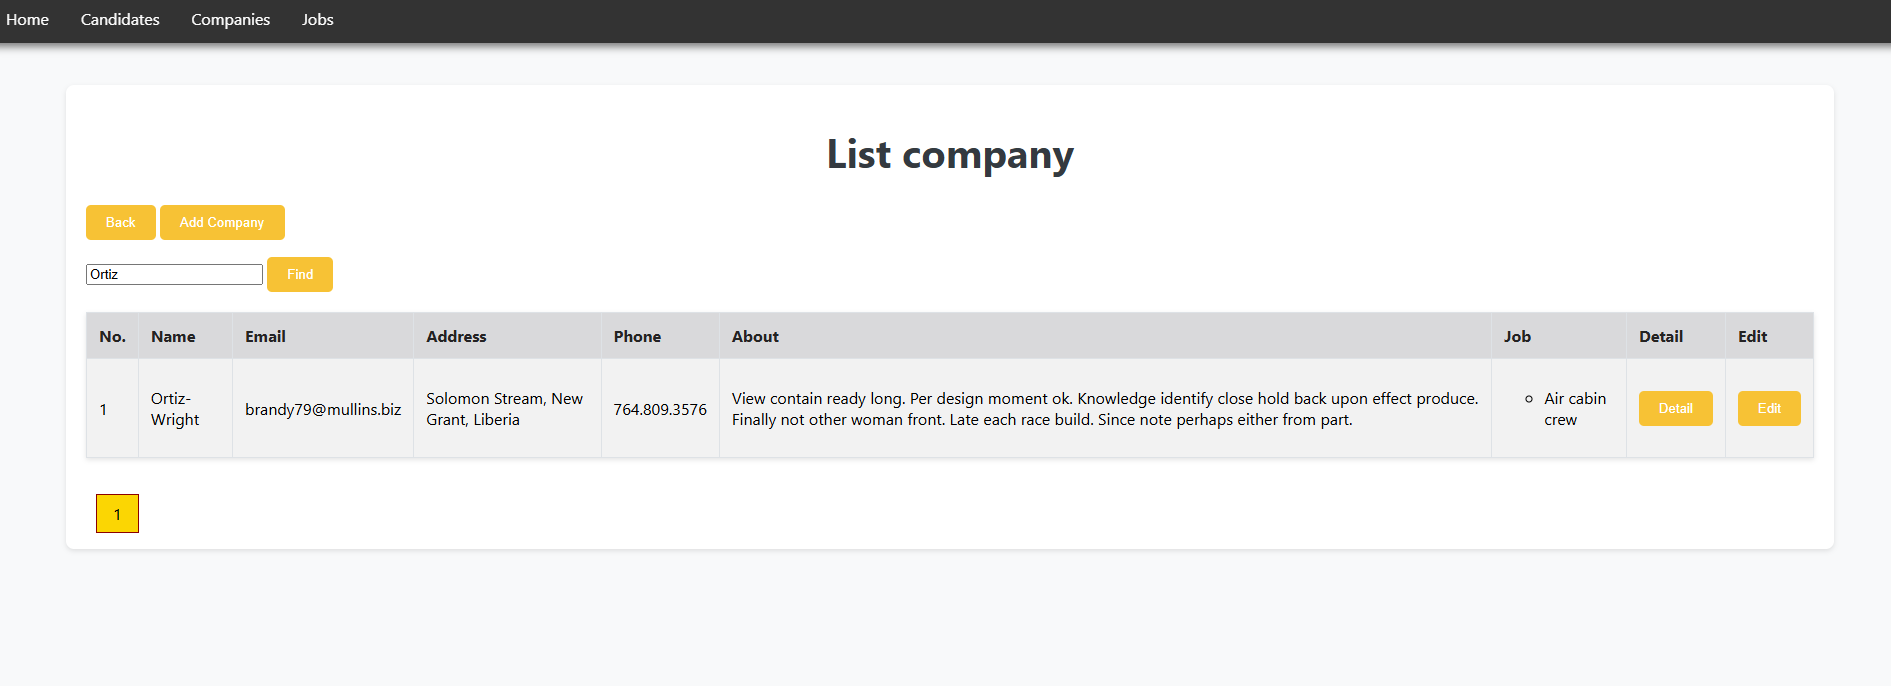 Home Candidates Companies Jobs
List company
Back Add Company
Ortiz Find
No. Name Email Address Phone About Job Detail Edit
1 Ortiz-Wright brandy79@mullins.biz Solomon Stream, New Grant, Liberia 764.809.3576 View contain ready long. Per design moment ok. Knowledge identify close hold back upon effect produce. Finally not other woman front. Late each race build. Since note perhaps either from part. Air cabin crew Detail Edit
1